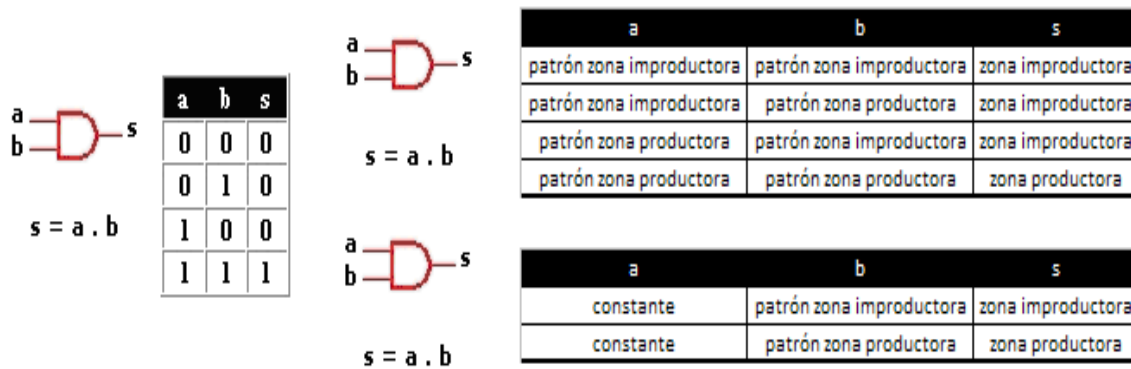 a
b
s
s = a . b
a b s
0 0 0
0 1 0
1 0 0
1 1 1
a
b
s
s = a . b
a b s
patrón zona improductora patrón zona improductora zona improductora
patrón zona improductora patrón zona productora zona improductora
patrón zona productora patrón zona improductora zona improductora
patrón zona productora patrón zona productora zona productora
a
b
s
s = a . b
a b s
constante patrón zona improductora zona improductora
constante patrón zona productora zona productora